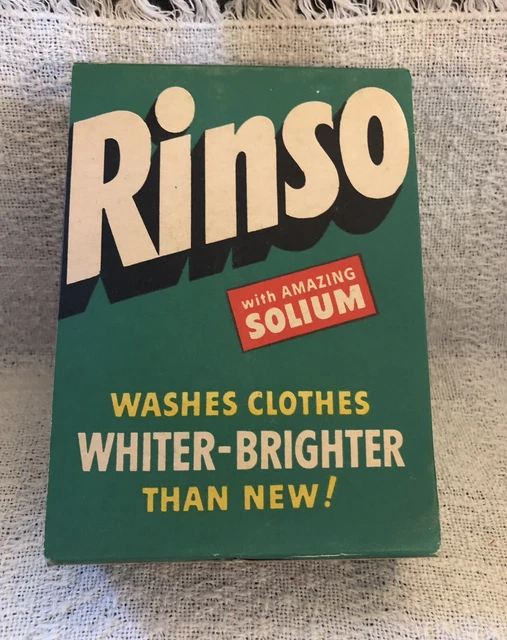 Rinso
with AMAZING
SOLIUM
WASHES CLOTHES
WHITER-BRIGHTER
THAN NEW!